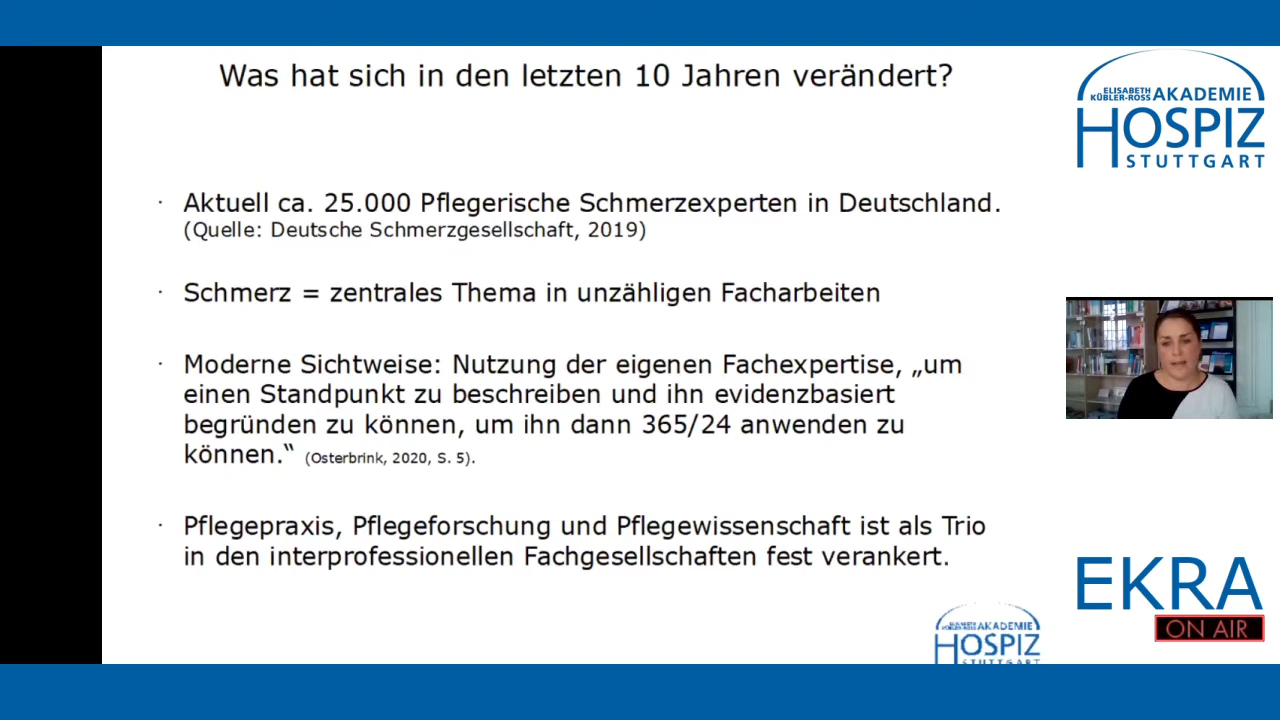 Was hat sich in den letzten 10 Jahren verändert?
· Aktuell ca. 25.000 Pflegerische Schmerzexperten in Deutschland.
(Quelle: Deutsche Schmerzgesellschaft, 2019)
· Schmerz = zentrales Thema in unzähligen Facharbeiten
· Moderne Sichtweise: Nutzung der eigenen Fachexpertise, „um
einen Standpunkt zu beschreiben und ihn evidenzbasiert
begründen zu können, um ihn dann 365/24 anwenden zu
können.“ (Osterbrink, 2020, S. 5).
· Pflegepraxis, Pflegeforschung und Pflegewissenschaft ist als Trio
in den interprofessionellen Fachgesellschaften fest verankert.
ELISABETH
KÜBLER-ROSS AKADEMIE
HOSPIZ
STUTTGART
ELISABETH
KÜBLER-ROSS AKADEMIE
HOSPIZ
STUTTGART
EKRA
ON AIR